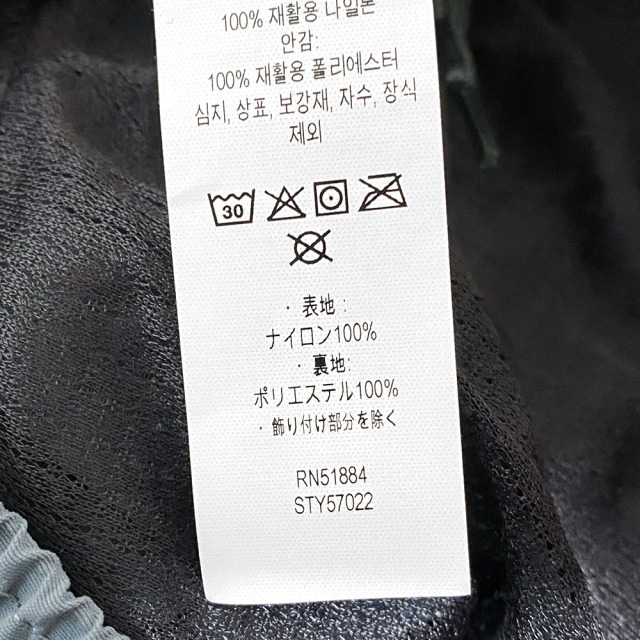 100% 재활용 나일론
안감:
100% 재활용 폴리에스터
심지, 상표, 보강재, 자수, 장식
제외
30
・表地：
ナイロン100%
・裏地：
ポリエステル100%
・飾り付け部分を除く
RN51884
STY57022